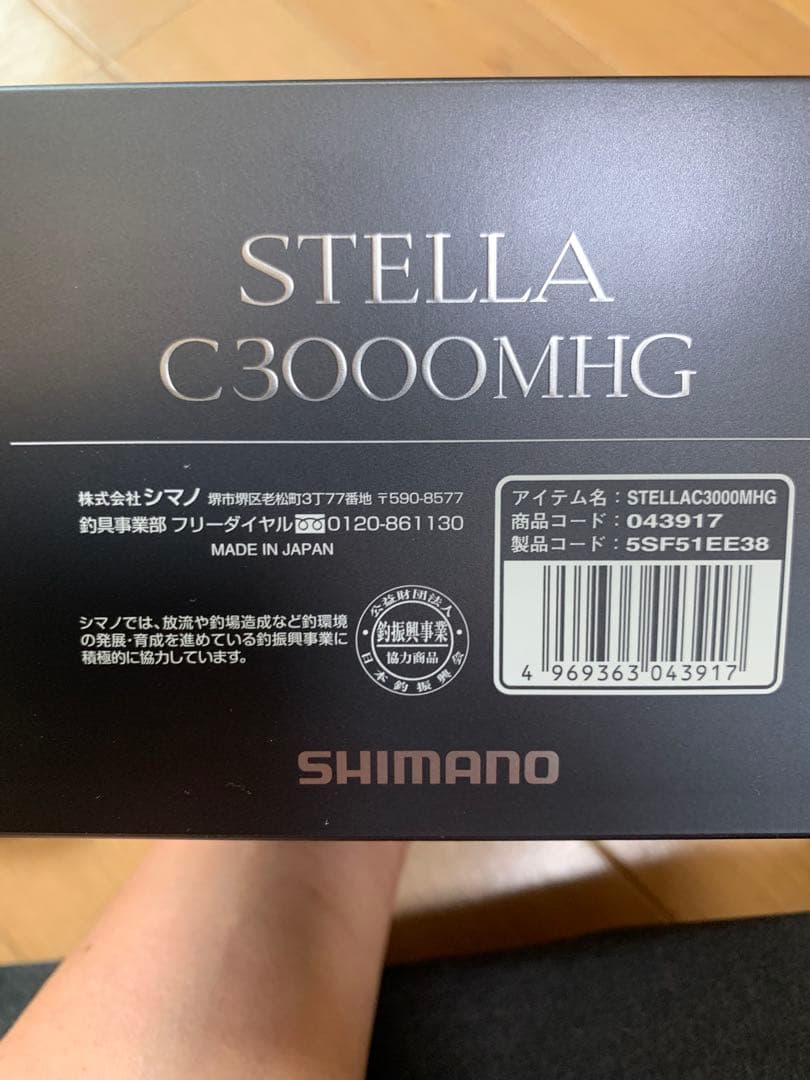 STELLA
C3000MHG
株式会社シマノ 堺市堺区老松町3丁77番地 〒590-8577
釣具事業部 フリーダイヤル 0120-861130
MADE IN JAPAN
シマノでは、放流や釣場造成など釣環境
の発展・育成を進めている釣振興事業に
積極的に協力しています。
公益財団法人
釣振興事業
協力商品
日本釣振興会
アイテム名：STELLAC3000MHG
商品コード：043917
製品コード：5SF51EE38
4 969363 043917
SHIMANO